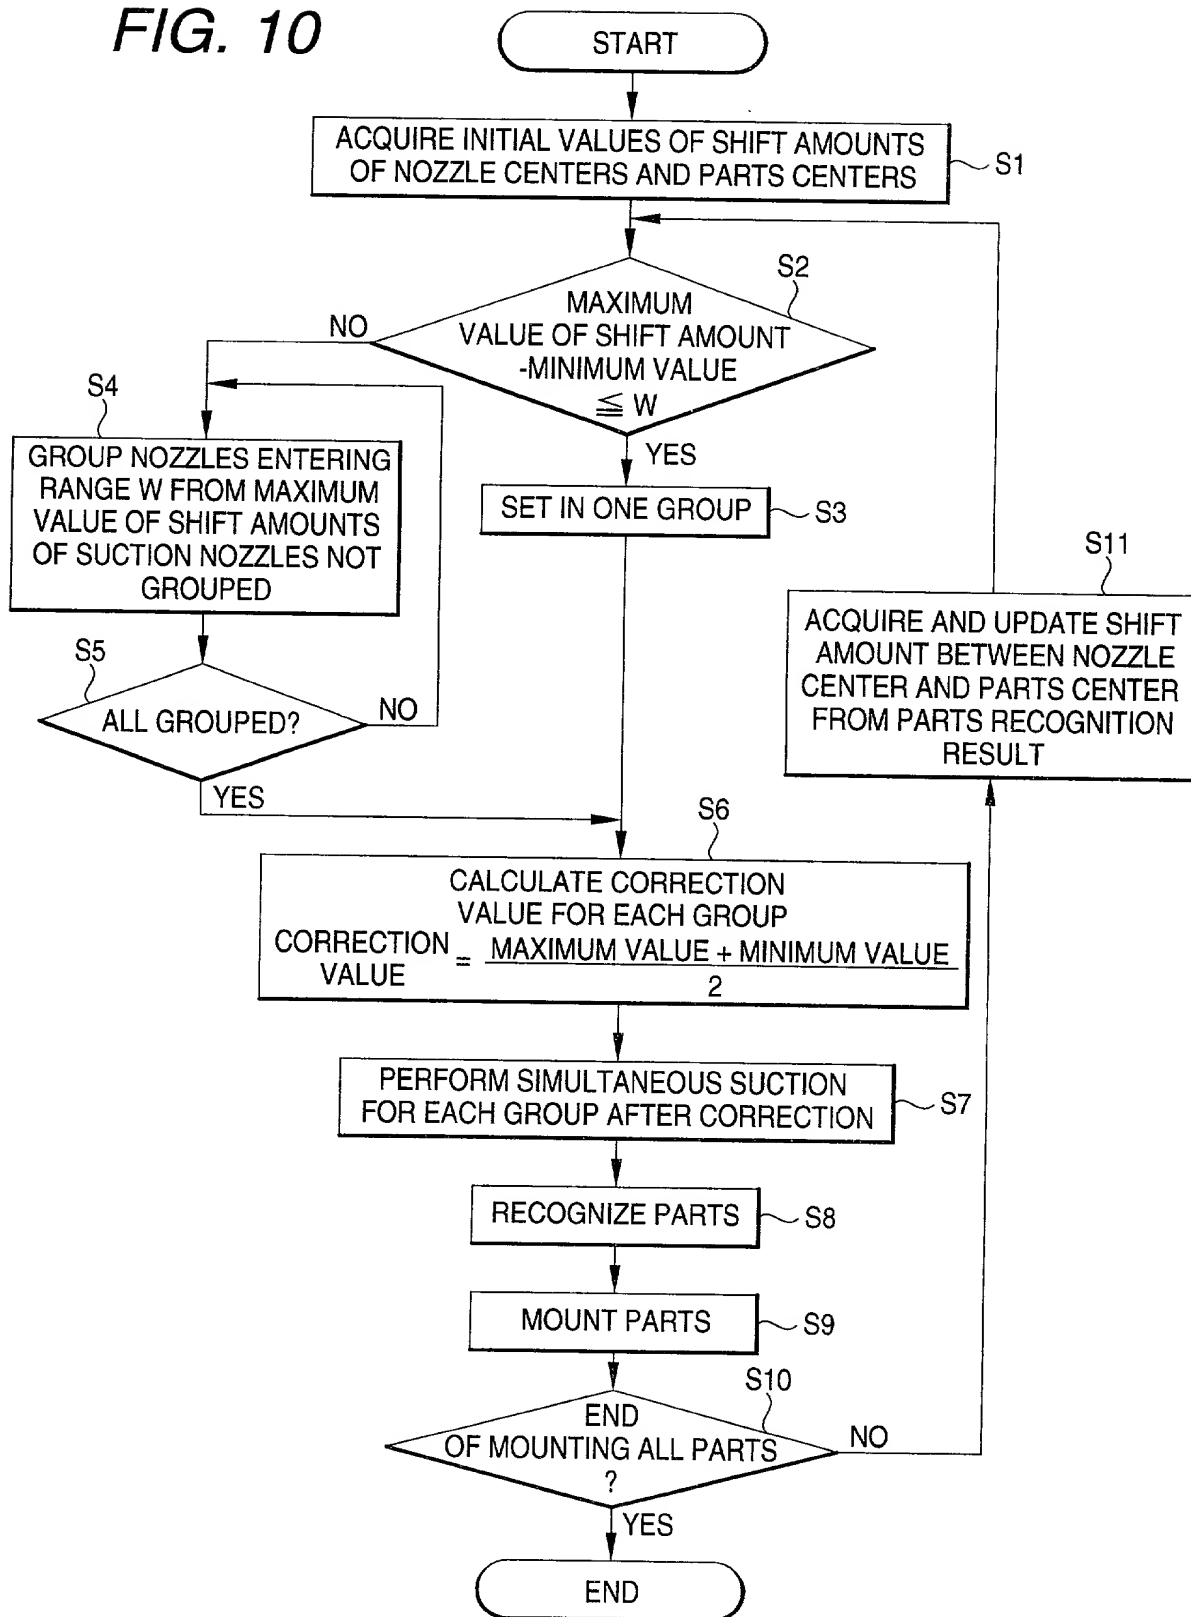 FIG. 10
START
ACQUIRE INITIAL VALUES OF SHIFT AMOUNTS
OF NOZZLE CENTERS AND PARTS CENTERS
S1
S2
MAXIMUM
VALUE OF SHIFT AMOUNT
-MINIMUM VALUE
≦ W
NO
YES
S4
GROUP NOZZLES ENTERING
RANGE W FROM MAXIMUM
VALUE OF SHIFT AMOUNTS
OF SUCTION NOZZLES NOT
GROUPED
SET IN ONE GROUP
S3
S11
ACQUIRE AND UPDATE SHIFT
AMOUNT BETWEEN NOZZLE
CENTER AND PARTS CENTER
FROM PARTS RECOGNITION
RESULT
S5
ALL GROUPED?
NO
YES
S6
CALCULATE CORRECTION
VALUE FOR EACH GROUP
CORRECTION
VALUE
=
MAXIMUM VALUE + MINIMUM VALUE
2
PERFORM SIMULTANEOUS SUCTION
FOR EACH GROUP AFTER CORRECTION
S7
RECOGNIZE PARTS
S8
MOUNT PARTS
S9
S10
END
OF MOUNTING ALL PARTS
?
NO
YES
END